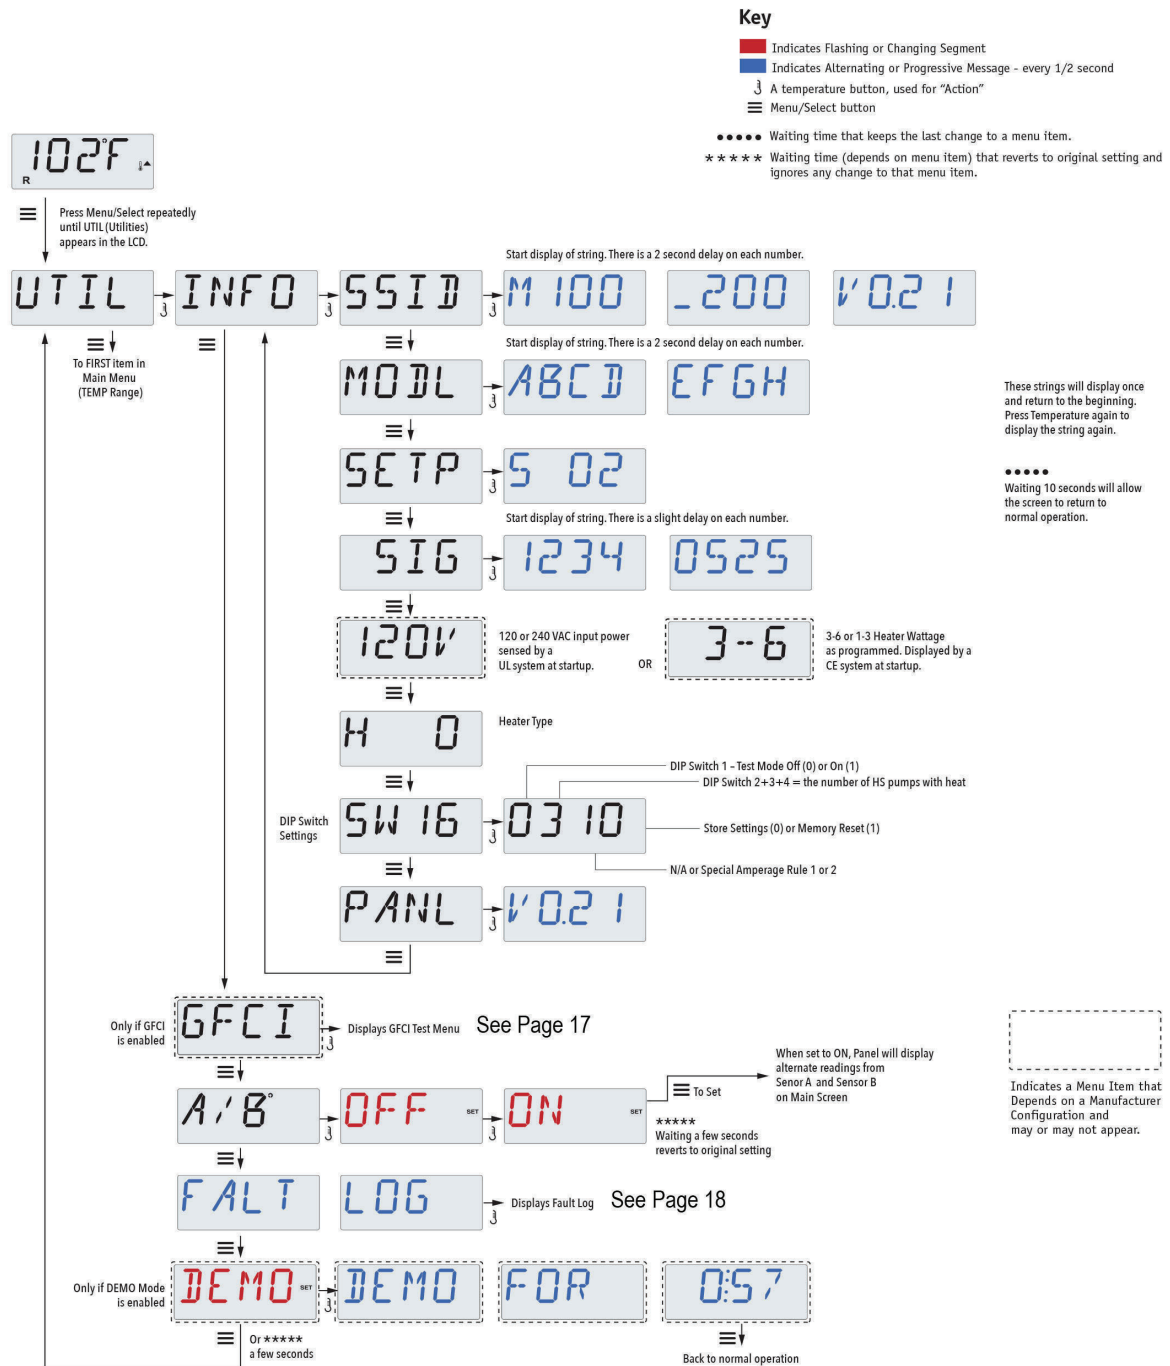 Key
Indicates Flashing or Changing Segment
Indicates Alternating or Progressive Message - every 1/2 second
A temperature button, used for “Action”
Menu/Select button
••••• Waiting time that keeps the last change to a menu item.
***** Waiting time (depends on menu item) that reverts to original setting and
ignores any change to that menu item.
102°F
R
Press Menu/Select repeatedly
until UTIL (Utilities)
appears in the LCD.
Start display of string. There is a 2 second delay on each number.
UTIL
INFO
SSID
M100
_200
V0.21
To FIRST item in
Main Menu
(TEMP Range)
Start display of string. There is a 2 second delay on each number.
MODL
ABCD
EFGH
These strings will display once
and return to the beginning.
Press Temperature again to
display the string again.
•••••
Waiting 10 seconds will allow
the screen to return to
normal operation.
SETP
S 02
Start display of string. There is a slight delay on each number.
SIG
1234
0525
120V
120 or 240 VAC input power
sensed by a
UL system at startup.
OR
3-6
3-6 or 1-3 Heater Wattage
as programmed. Displayed by a
CE system at startup.
H 0
Heater Type
DIP Switch 1 – Test Mode Off (0) or On (1)
DIP Switch 2+3+4 = the number of HS pumps with heat
DIP Switch
Settings
SW16
0310
Store Settings (0) or Memory Reset (1)
N/A or Special Amperage Rule 1 or 2
PANL
V0.21
Only if GFCI
is enabled
GFCI
Displays GFCI Test Menu
See Page 17
A/B°
OFF
SET
ON
SET
To Set
When set to ON, Panel will display
alternate readings from
Senor A and Sensor B
on Main Screen
*****
Waiting a few seconds
reverts to original setting
Indicates a Menu Item that
Depends on a Manufacturer
Configuration and
may or may not appear.
FALT
LOG
Displays Fault Log
See Page 18
Only if DEMO Mode
is enabled
DEMO
SET
DEMO
FOR
0:57
Or *****
a few seconds
Back to normal operation